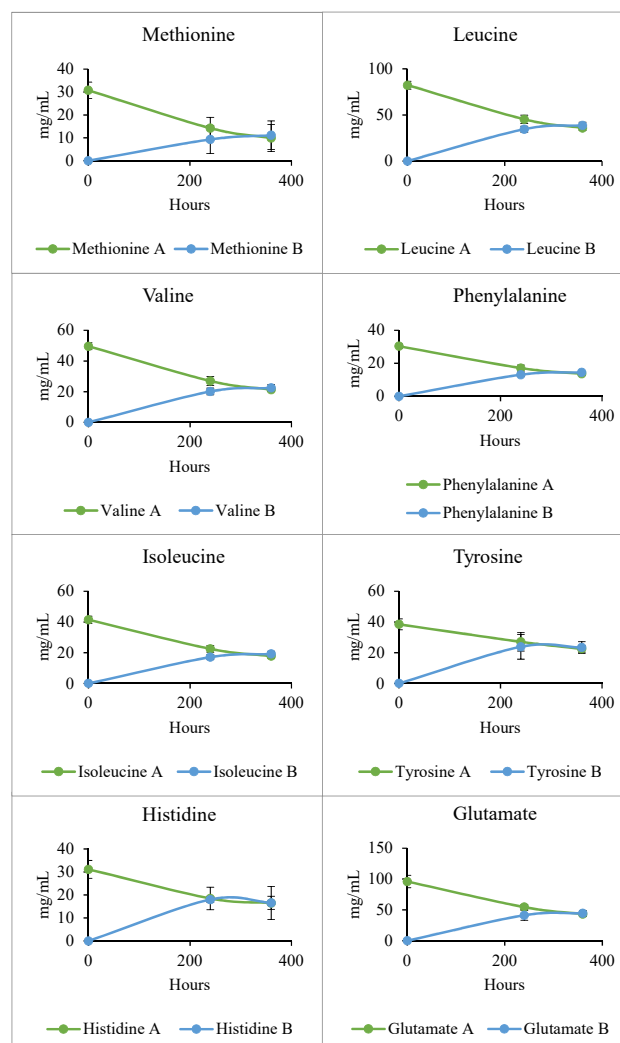 Methionine
40
30
20
10
0
mg/mL
0 200 400
Hours
Methionine A Methionine B
Leucine
100
50
0
mg/mL
0 200 400
Hours
Leucine A Leucine B
Valine
60
40
20
0
mg/mL
0 200 400
Hours
Valine A Valine B
Phenylalanine
40
20
0
mg/mL
0 200 400
Hours
Phenylalanine A
Phenylalanine B
Isoleucine
60
40
20
0
mg/mL
0 200 400
Hours
Isoleucine A Isoleucine B
Tyrosine
60
40
20
0
mg/mL
0 200 400
Hours
Tyrosine A Tyrosine B
Histidine
40
30
20
10
0
mg/mL
0 200 400
Hours
Histidine A Histidine B
Glutamate
150
100
50
0
mg/mL
0 200 400
Hours
Glutamate A Glutamate B